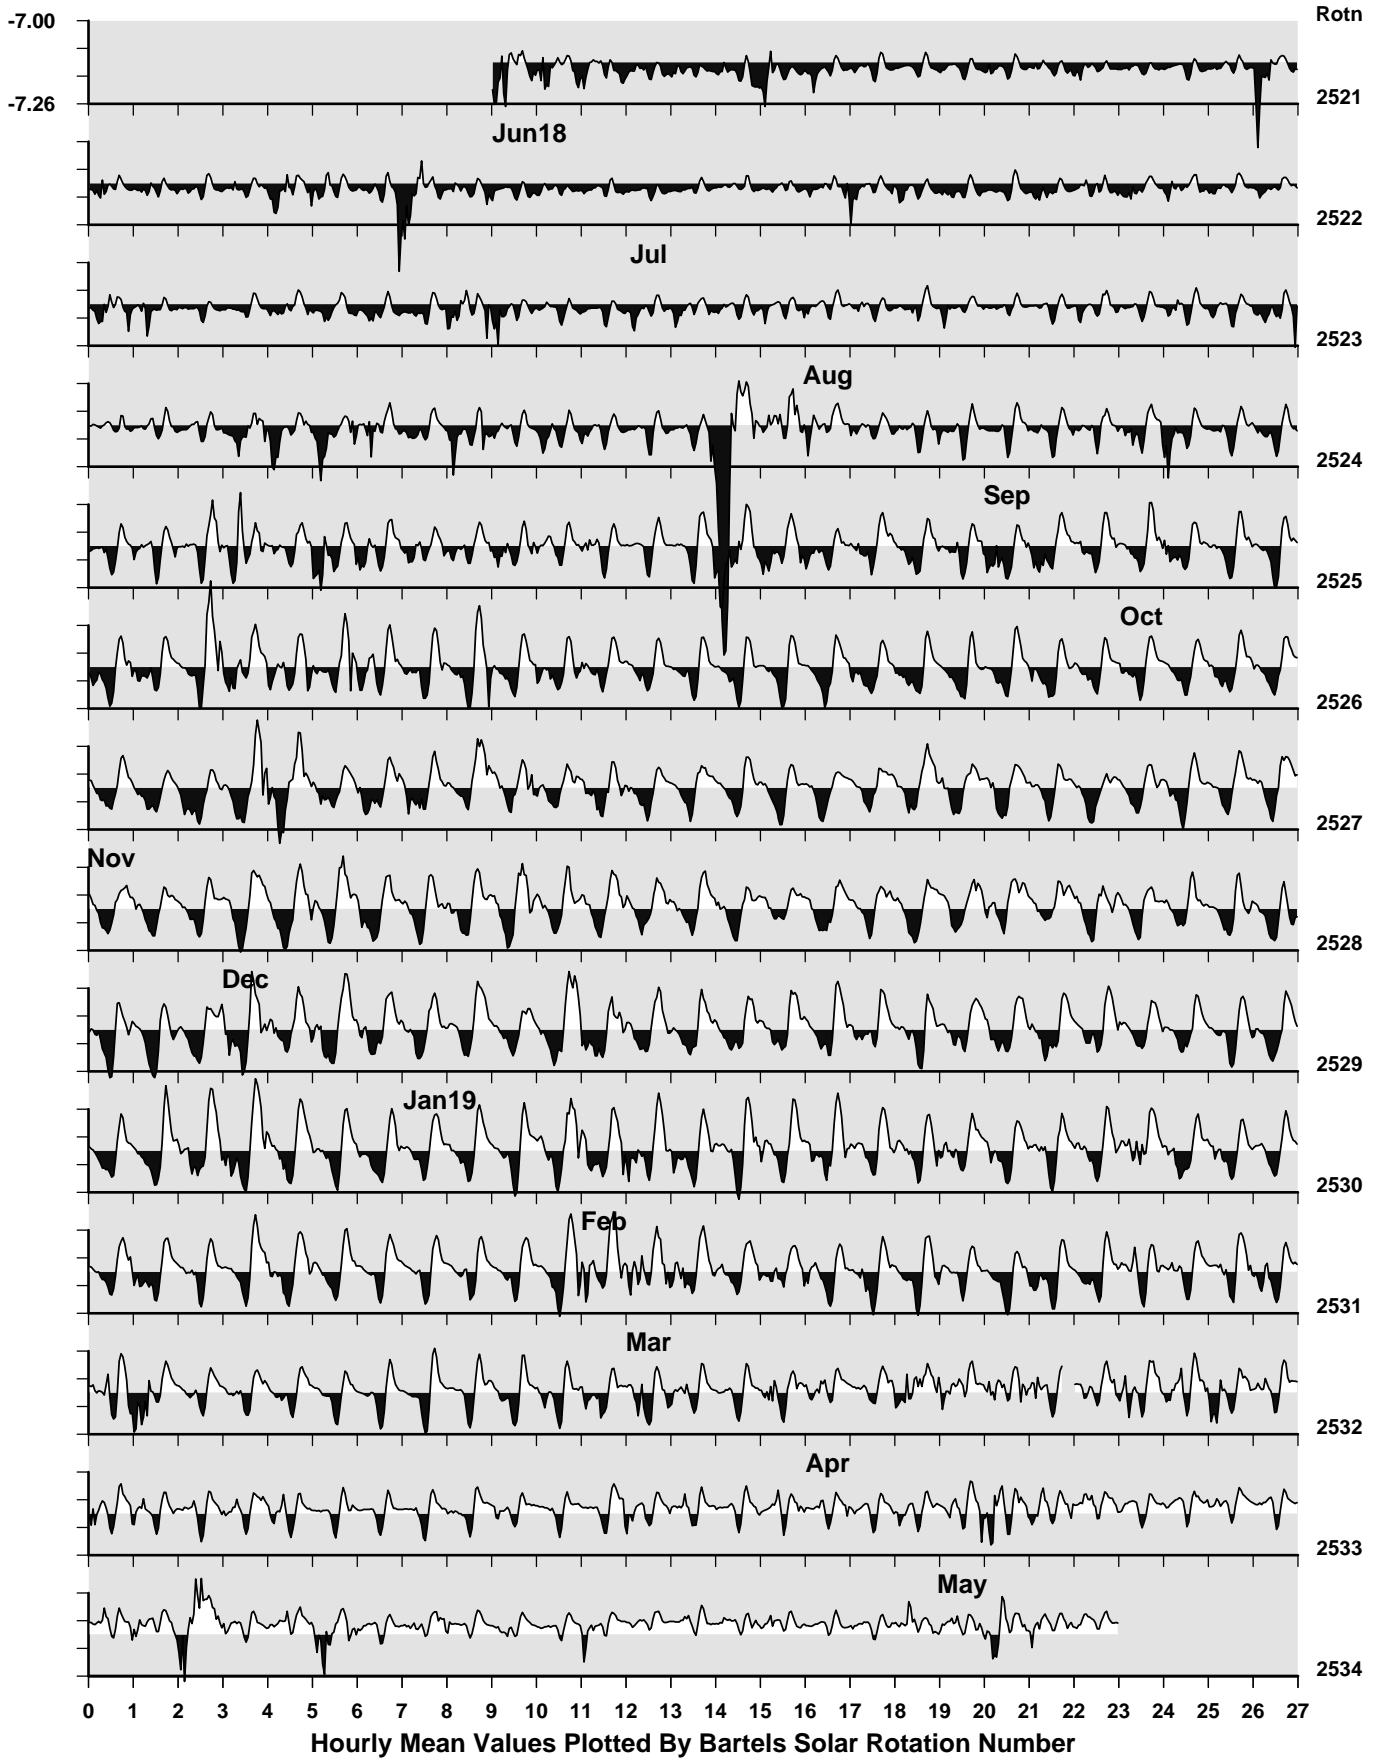 -7.00
Rotn
-7.26
2521
Jun18
2522
Jul
2523
Aug
2524
Sep
2525
Oct
2526
2527
Nov
2528
Dec
2529
Jan19
2530
Feb
2531
Mar
2532
Apr
2533
May
2534
0 1 2 3 4 5 6 7 8 9 10 11 12 13 14 15 16 17 18 19 20 21 22 23 24 25 26 27
Hourly Mean Values Plotted By Bartels Solar Rotation Number